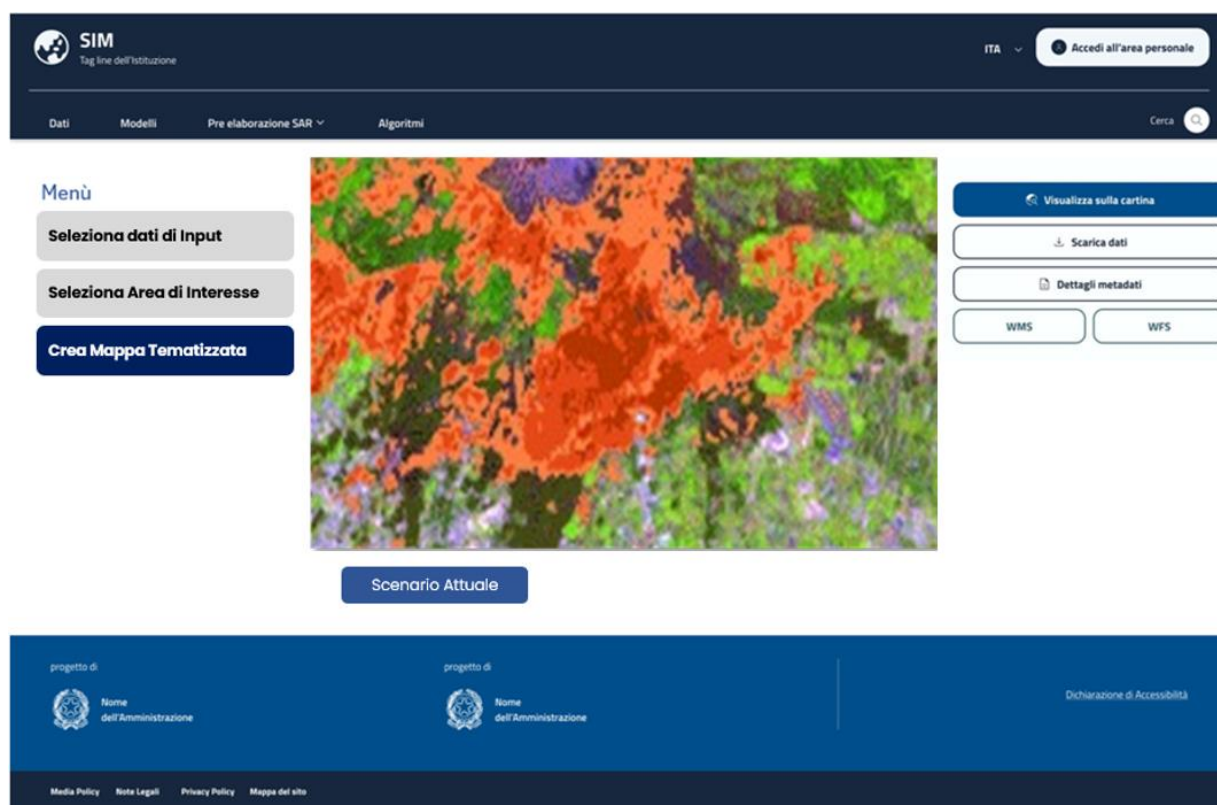 SIM
Tag line dell'Istituzione
ITA
Accedi all'area personale
Dati
Modelli
Pre elaborazione SAR
Algoritmi
Cerca
Menù
Seleziona dati di Input
Seleziona Area di Interesse
Crea Mappa Tematizzata
Visualizza sulla cartina
Scarica dati
Dettagli metadati
WMS
WFS
Scenario Attuale
progetto di
Nome
dell'Amministrazione
progetto di
Nome
dell'Amministrazione
Dichiarazione di Accessibilità
Media Policy
Note Legali
Privacy Policy
Mappa del sito